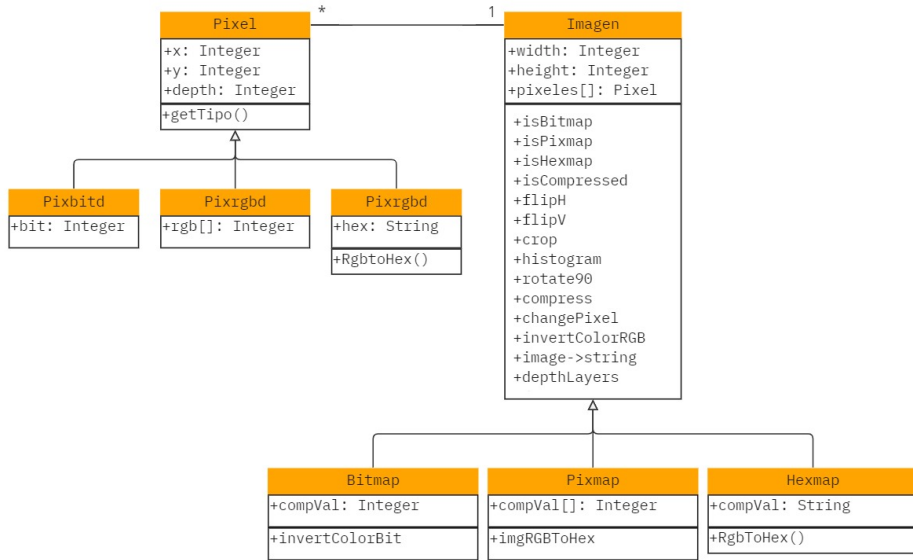 Pixel
+x: Integer
+y: Integer
+depth: Integer
+getTipo()
* 1
Imagen
+width: Integer
+height: Integer
+pixeles[]: Pixel
+isBitmap
+isPixmap
+isHexmap
+isCompressed
+flipH
+flipV
+crop
+histogram
+rotate90
+compress
+changePixel
+invertColorRGB
+image->string
+depthLayers
Pixbitd
+bit: Integer
Pixrgbd
+rgb[]: Integer
Pixrgbd
+hex: String
+RgbtoHex()
Bitmap
+compVal: Integer
+invertColorBit
Pixmap
+compVal[]: Integer
+imgRGBToHex
Hexmap
+compVal: String
+RgbToHex()